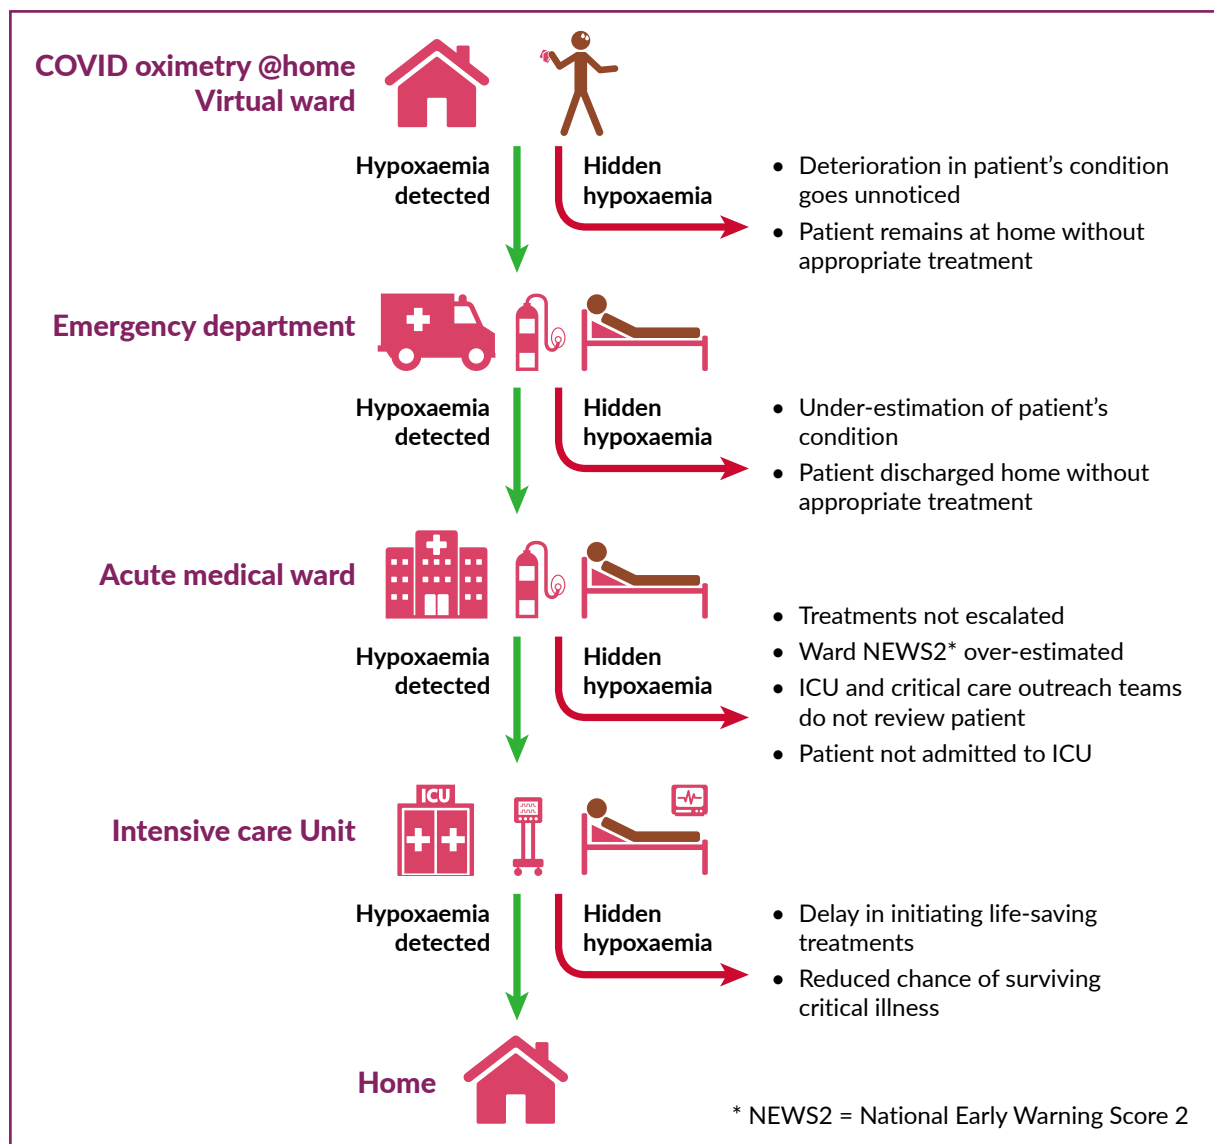 COVID oximetry @home
Virtual ward
Hypoxaemia
detected
Hidden
hypoxaemia
• Deterioration in patient’s condition
goes unnoticed
• Patient remains at home without
appropriate treatment
Emergency department
Hypoxaemia
detected
Hidden
hypoxaemia
• Under-estimation of patient’s
condition
• Patient discharged home without
appropriate treatment
Acute medical ward
Hypoxaemia
detected
Hidden
hypoxaemia
• Treatments not escalated
• Ward NEWS2* over-estimated
• ICU and critical care outreach teams
do not review patient
• Patient not admitted to ICU
Intensive care Unit
ICU
Hypoxaemia
detected
Hidden
hypoxaemia
• Delay in initiating life-saving
treatments
• Reduced chance of surviving
critical illness
Home
* NEWS2 = National Early Warning Score 2